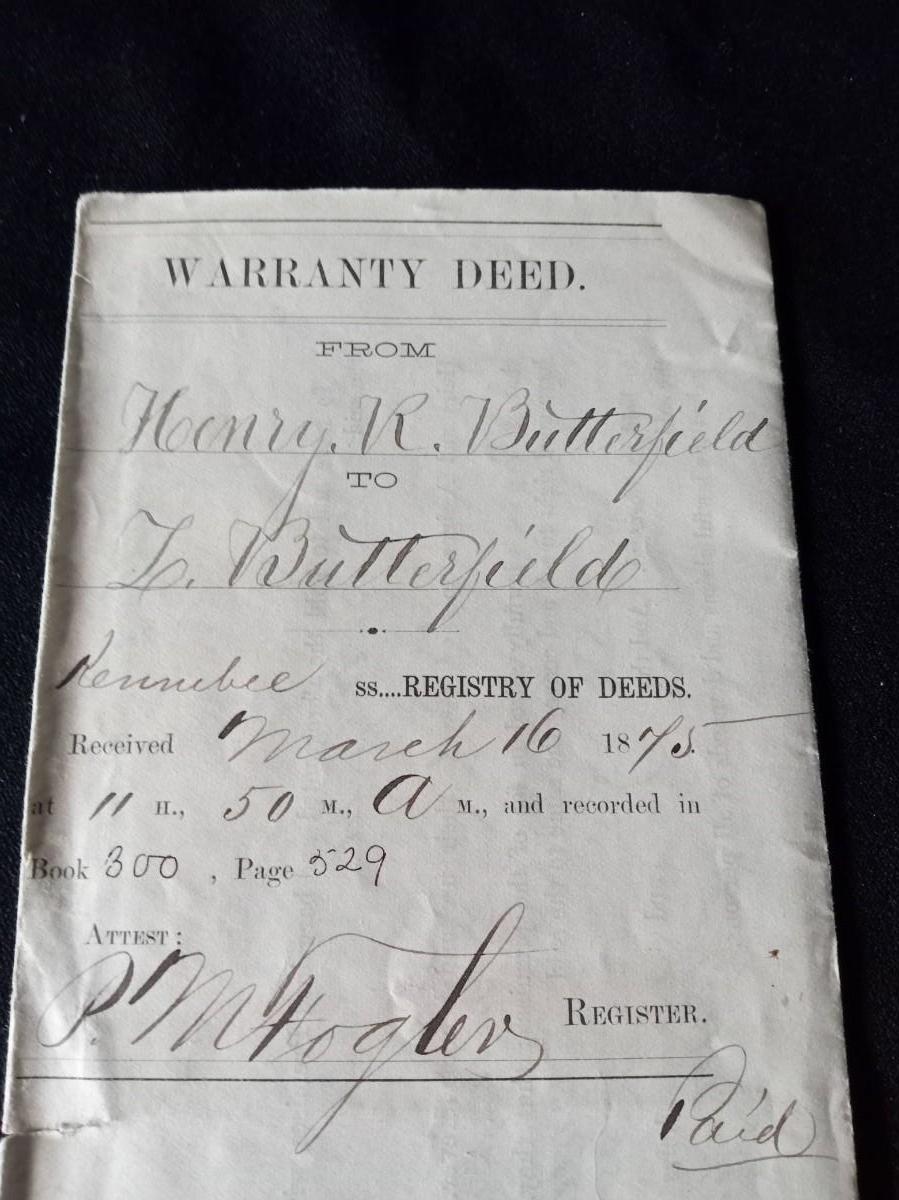 WARRANTY DEED.
FROM
Henry. R. Butterfield
TO
L. Butterfield
Kennebec ss....REGISTRY OF DEEDS.
Received March 16 1875.
at 11 H., 50 M., A M., and recorded in
Book 300 , Page 529
ATTEST :
P. M. Fogler REGISTER.
Paid